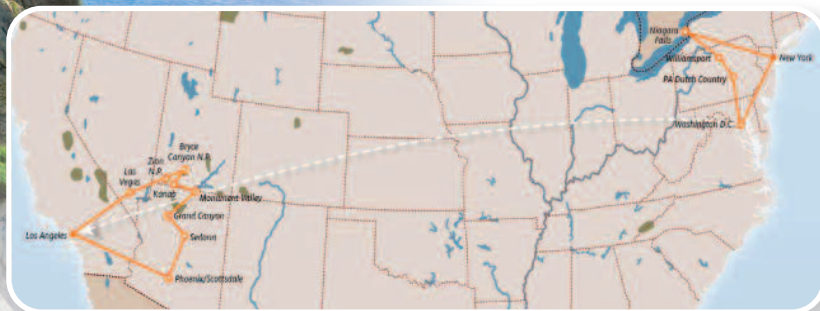 Niagara
Falls
Williamsport
New York
PA Dutch Country
Washington D.C.
Bryce
Canyon N.P.
Zion
N.P.
Las
Vegas
Kanab
Monument Valley
Grand Canyon
Los Angeles
Sedona
Phoenix/Scottsdale